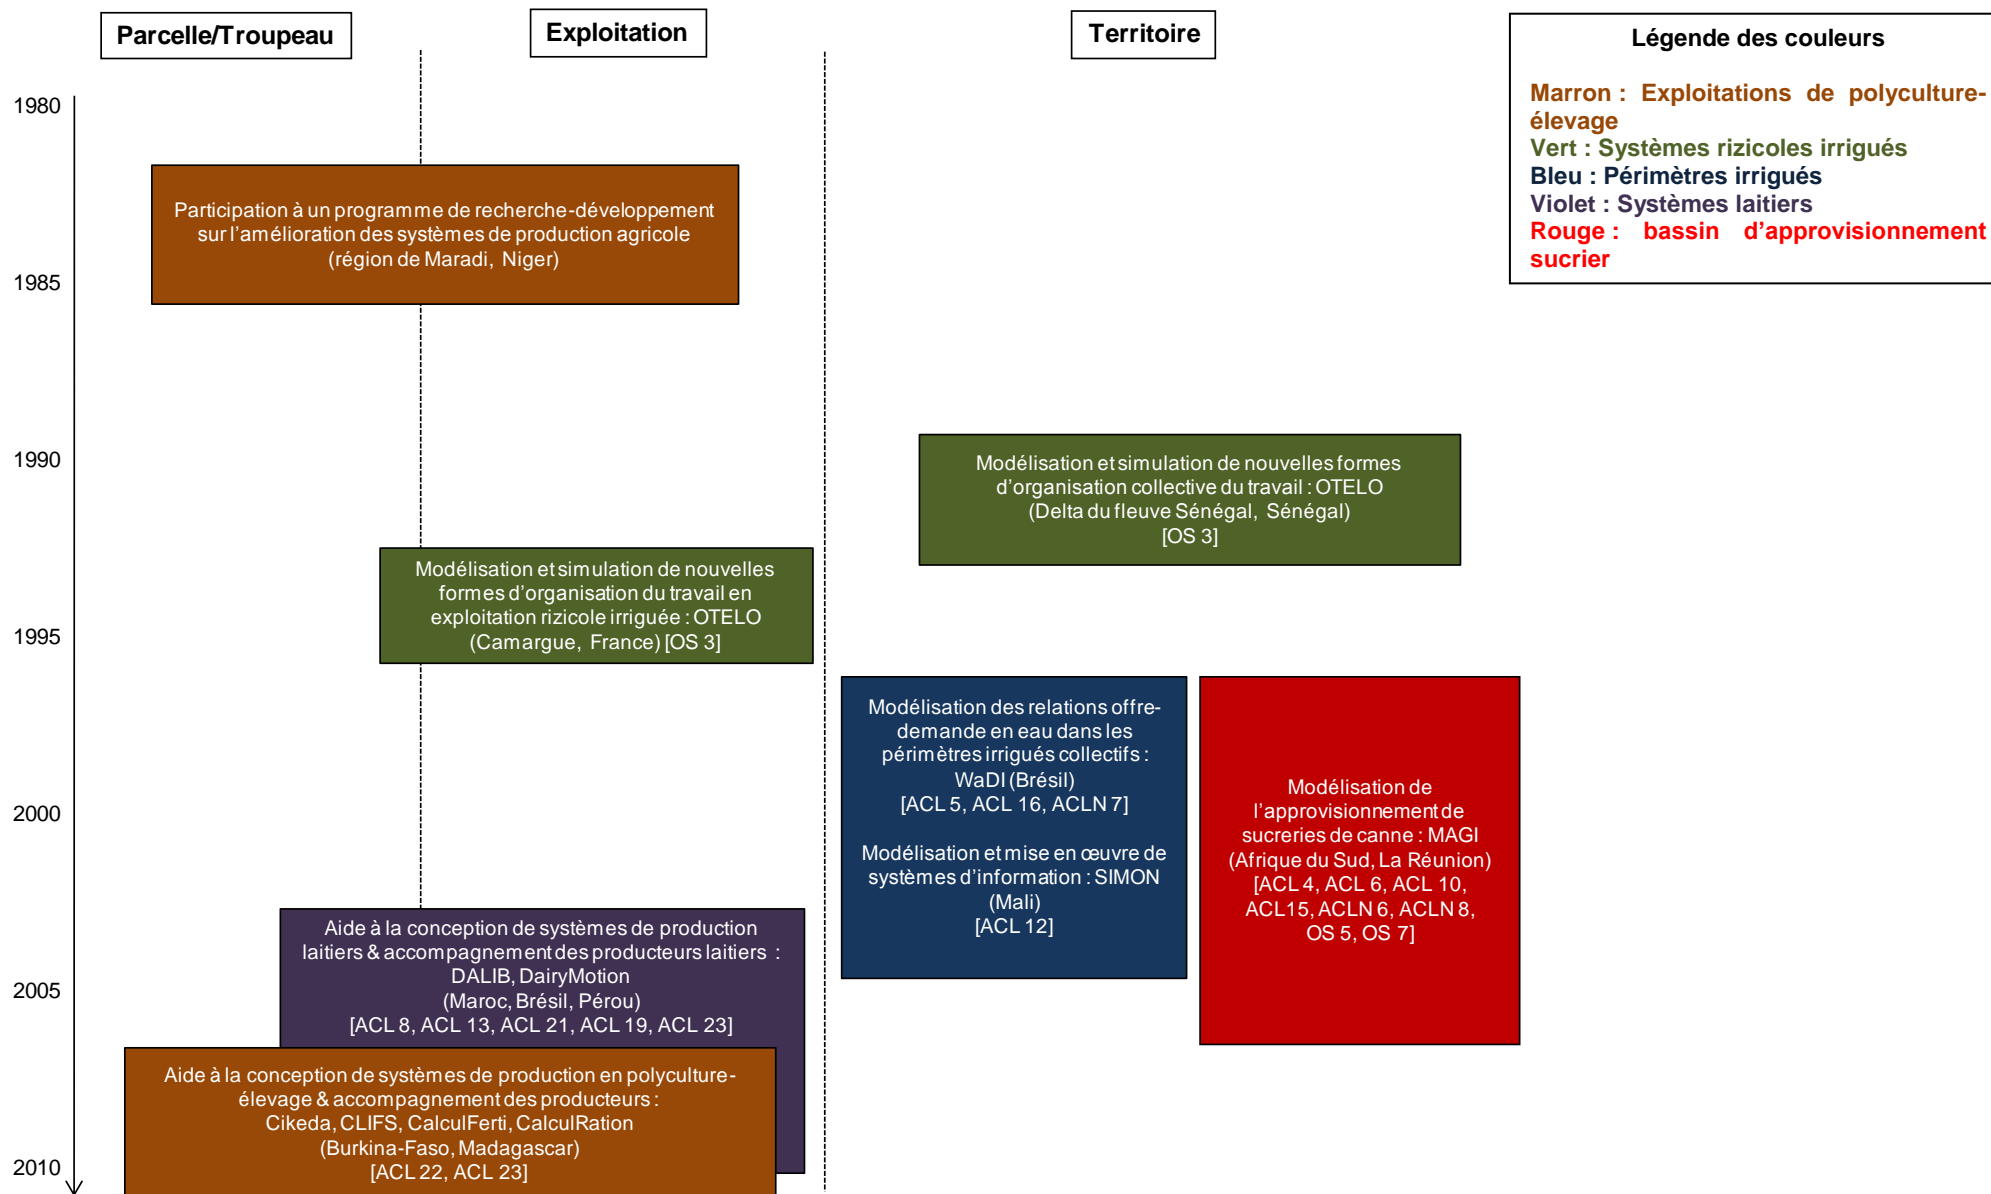 Parcelle/Troupeau
Exploitation
Territoire
Légende des couleurs
Marron : Exploitations de polyculture-
élevage
Vert : Systèmes rizicoles irrigués
Bleu : Périmètres irrigués
Violet : Systèmes laitiers
Rouge : bassin d'approvisionnement
sucrier
1980
1985
1990
1995
2000
2005
2010
Participation à un programme de recherche-développement
sur l'amélioration des systèmes de production agricole
(région de Maradi, Niger)
Modélisation et simulation de nouvelles formes
d'organisation collective du travail : OTELO
(Delta du fleuve Sénégal, Sénégal)
[OS 3]
Modélisation et simulation de nouvelles
formes d'organisation du travail en
exploitation rizicole irriguée : OTELO
(Camargue, France) [OS 3]
Modélisation des relations offre-
demande en eau dans les
périmètres irrigués collectifs :
WaDI (Brésil)
[ACL 5, ACL 16, ACLN 7]
Modélisation et mise en œuvre de
systèmes d'information : SIMON
(Mali)
[ACL 12]
Modélisation de
l'approvisionnement de
sucreries de canne : MAGI
(Afrique du Sud, La Réunion)
[ACL 4, ACL 6, ACL 10,
ACL15, ACLN 6, ACLN 8,
OS 5, OS 7]
Aide à la conception de systèmes de production
laitiers & accompagnement des producteurs laitiers :
DALIB, DairyMotion
(Maroc, Brésil, Pérou)
[ACL 8, ACL 13, ACL 21, ACL 19, ACL 23]
Aide à la conception de systèmes de production en polyculture-
élevage & accompagnement des producteurs :
Cikeda, CLIFS, CalculFerti, CalculRation
(Burkina-Faso, Madagascar)
[ACL 22, ACL 23]